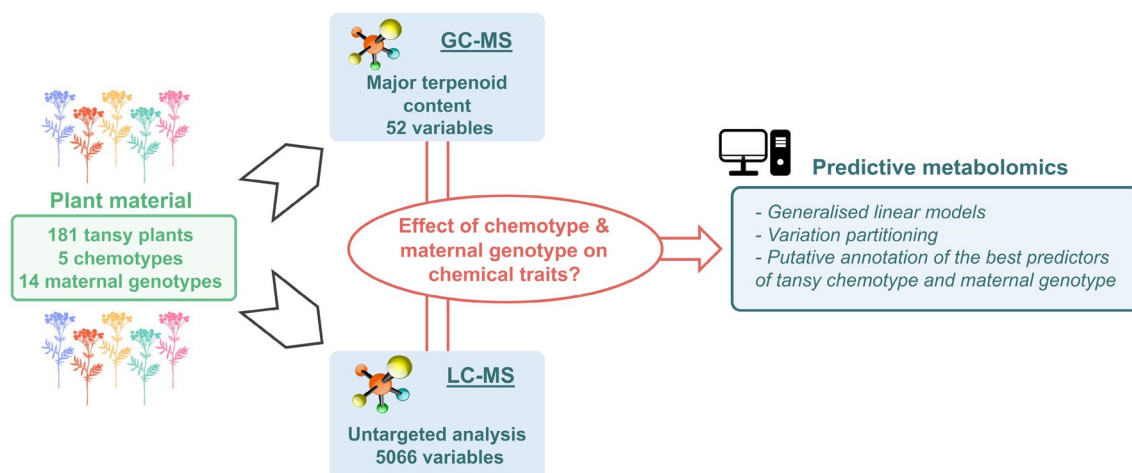 Plant material
181 tansy plants
5 chemotypes
14 maternal genotypes
GC-MS
Major terpenoid
content
52 variables
Effect of chemotype &
maternal genotype on
chemical traits?
LC-MS
Untargeted analysis
5066 variables
Predictive metabolomics
- Generalised linear models
- Variation partitioning
- Putative annotation of the best predictors
of tansy chemotype and maternal genotype